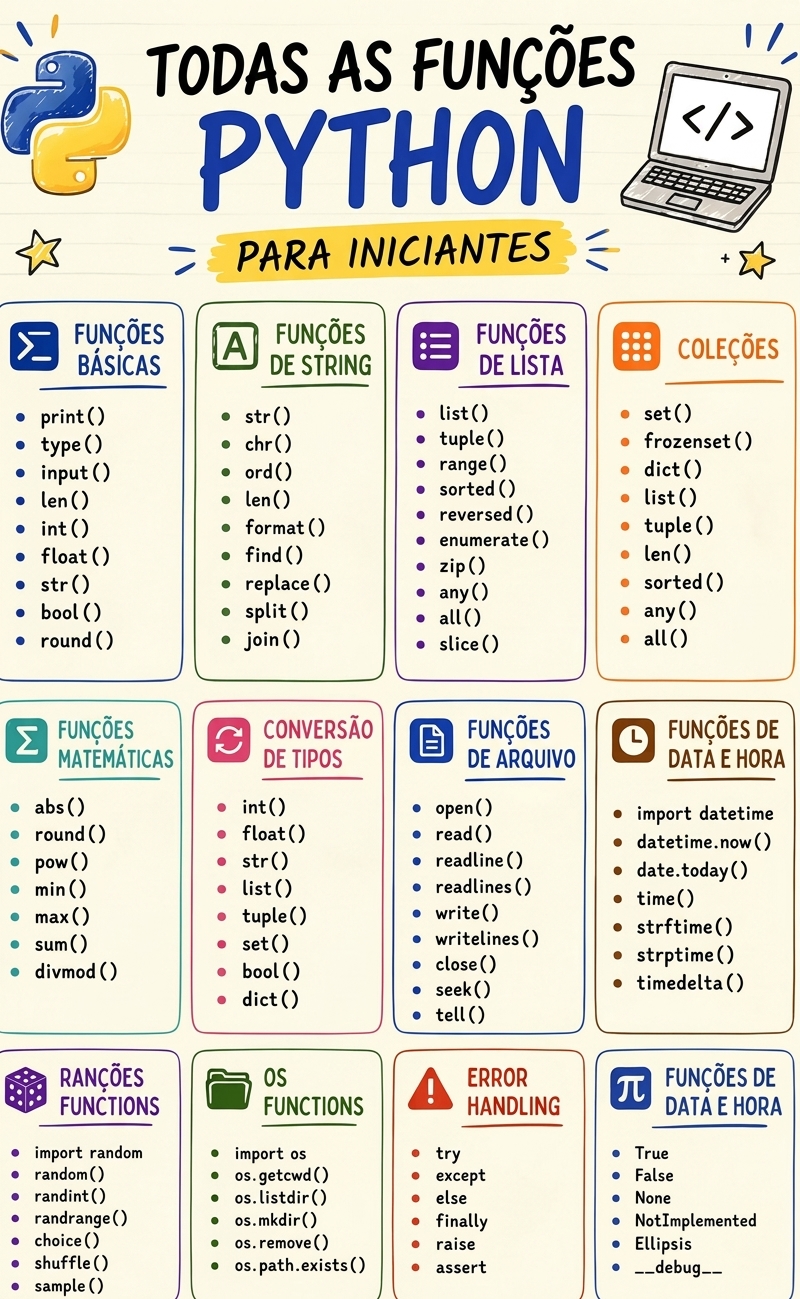 TODAS AS FUNÇÕES
PYTHON
PARA INICIANTES
</>
FUNÇÕES
BÁSICAS
print()
type()
input()
len()
int()
float()
str()
bool()
round()
A
FUNÇÕES
DE STRING
str()
chr()
ord()
len()
format()
find()
replace()
split()
join()
FUNÇÕES
DE LISTA
list()
tuple()
range()
sorted()
reversed()
enumerate()
zip()
any()
all()
slice()
COLEÇÕES
set()
frozenset()
dict()
list()
tuple()
len()
sorted()
any()
all()
Σ
FUNÇÕES
MATEMÁTICAS
abs()
round()
pow()
min()
max()
sum()
divmod()
CONVERSÃO
DE TIPOS
int()
float()
str()
list()
tuple()
set()
bool()
dict()
FUNÇÕES
DE ARQUIVO
open()
read()
readline()
readlines()
write()
writelines()
close()
seek()
tell()
FUNÇÕES DE
DATA E HORA
import datetime
datetime.now()
date.today()
time()
strftime()
strptime()
timedelta()
RANÇÕES
FUNCTIONS
import random
random()
randint()
randrange()
choice()
shuffle()
sample()
OS
FUNCTIONS
import os
os.getcwd()
os.listdir()
os.mkdir()
os.remove()
os.path.exists()
ERROR
HANDLING
try
except
else
finally
raise
assert
π
FUNÇÕES DE
DATA E HORA
True
False
None
NotImplemented
Ellipsis
__debug__